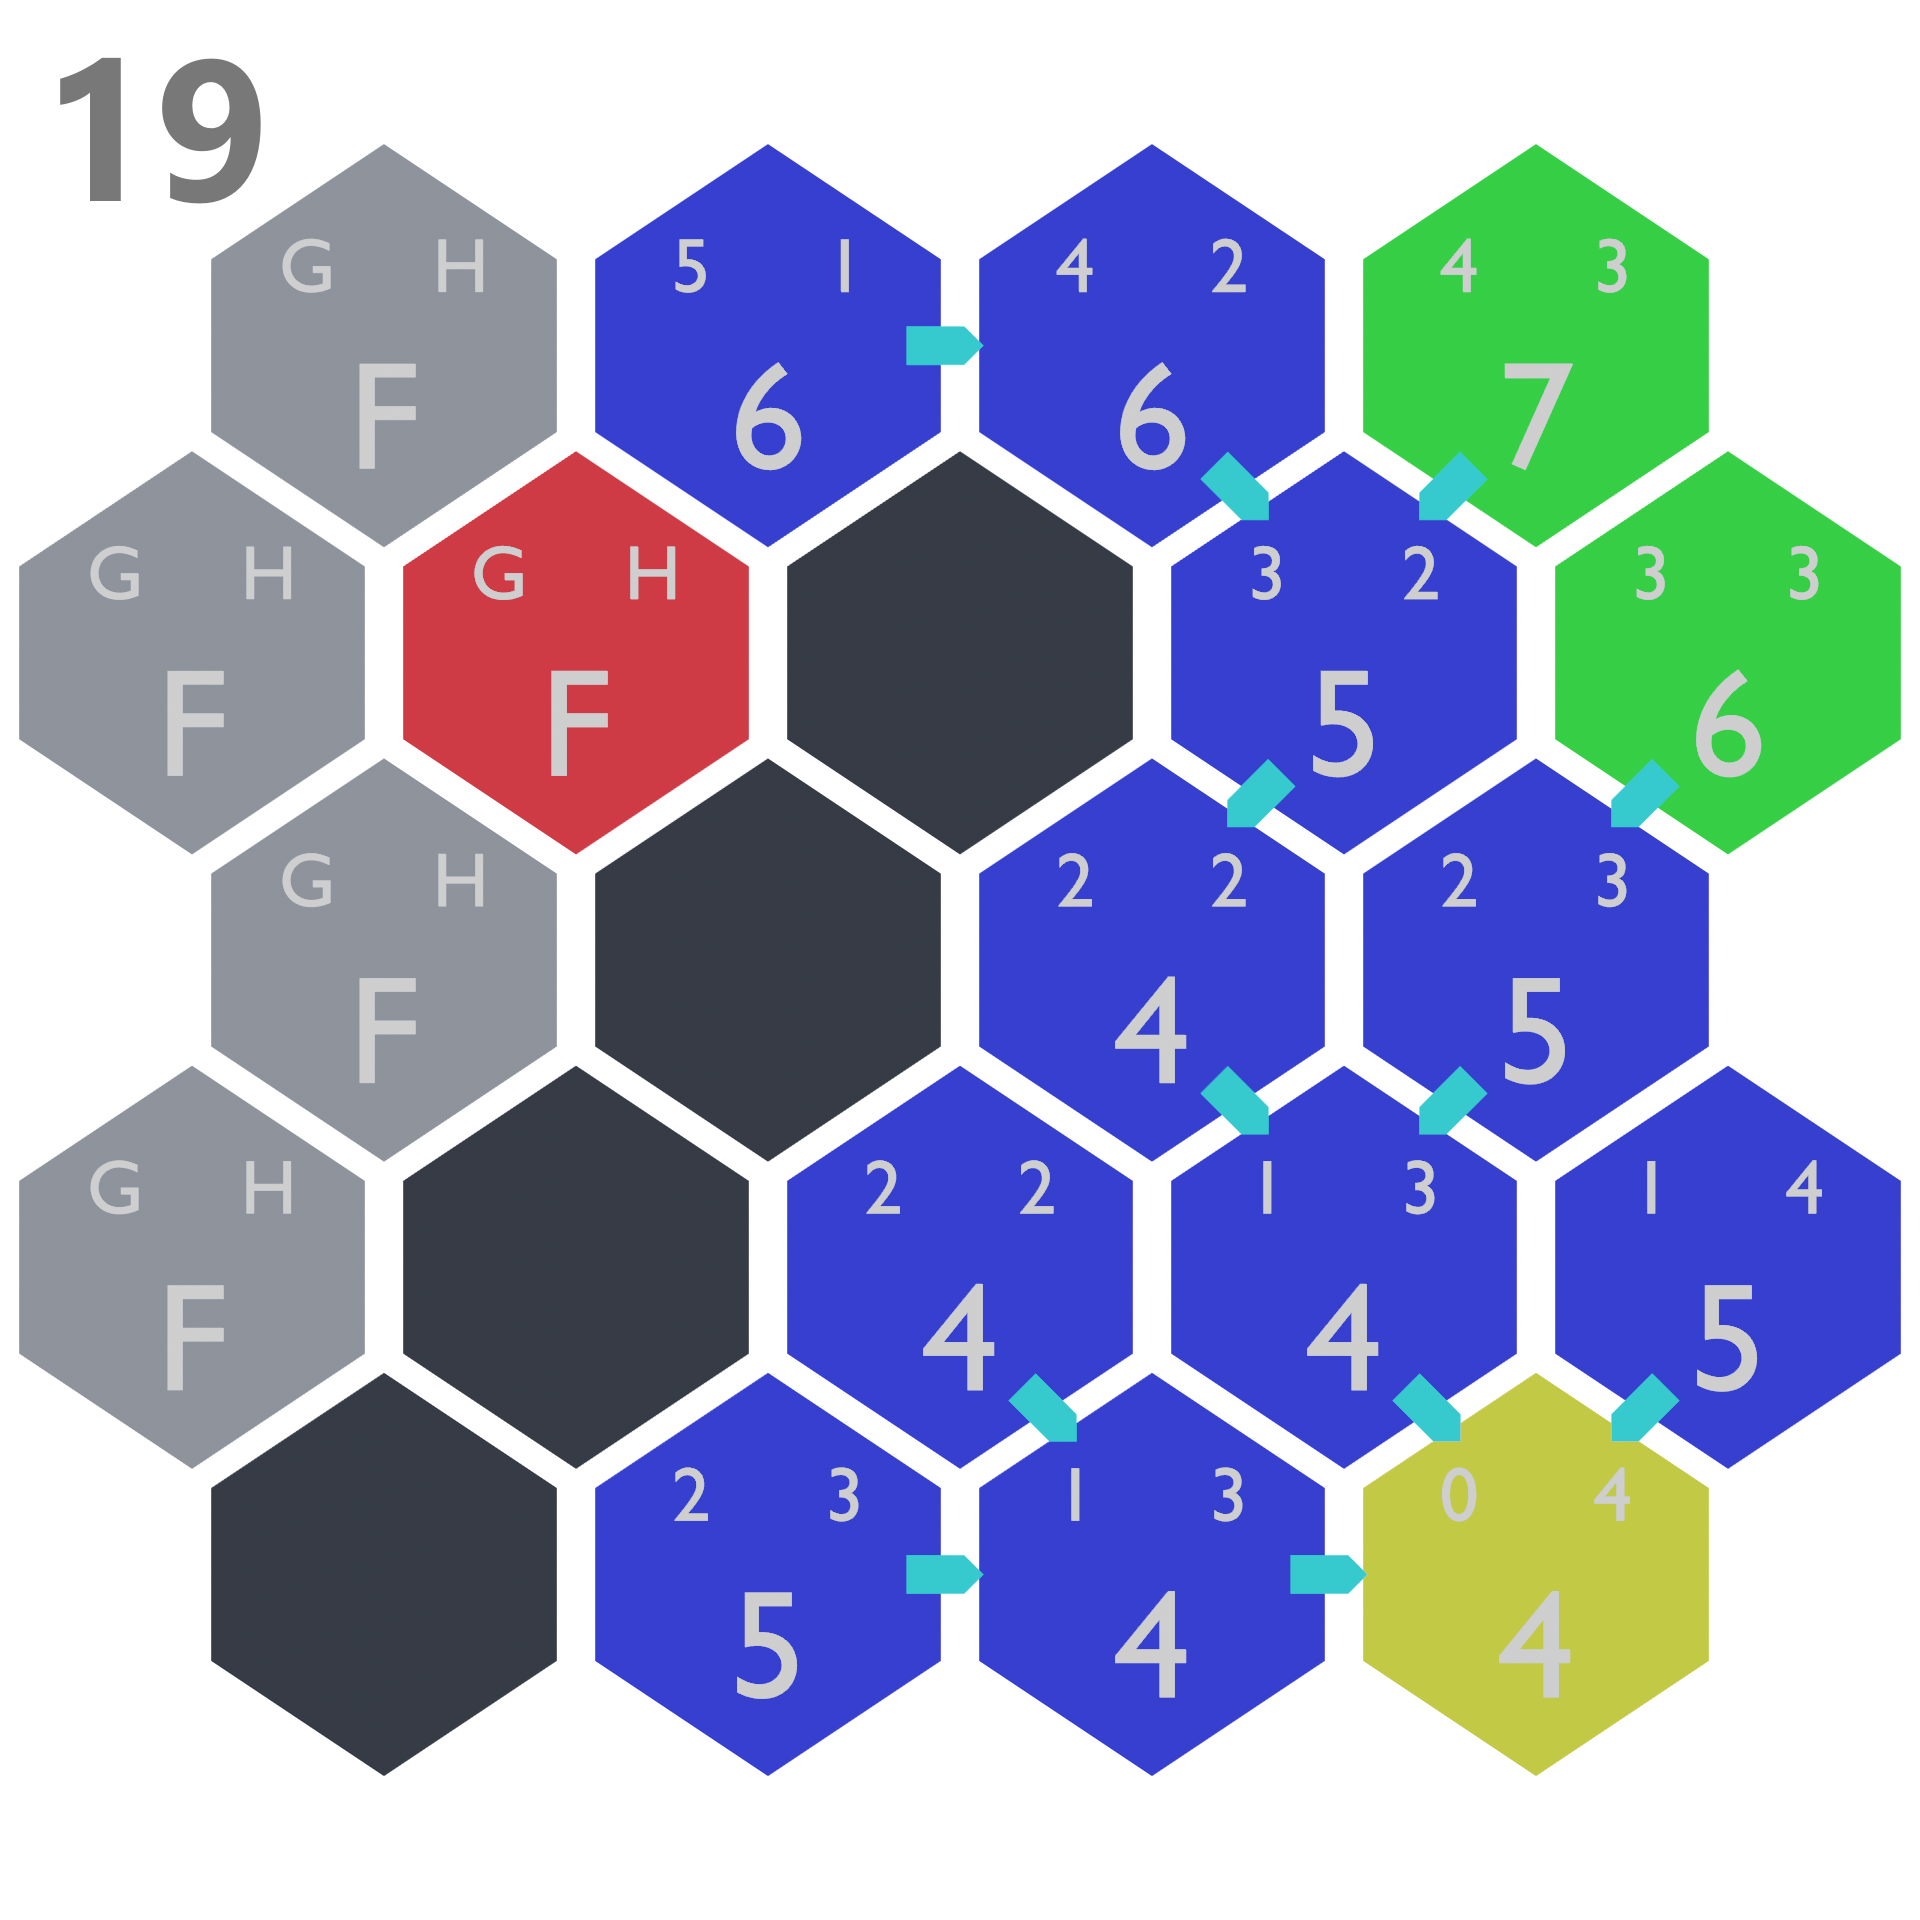 19
G H 5 1 4 2 4 3
F 6 6 7
G H G H 3 2 3 3
F F 5 6
G H 2 2 2 3
F 4 5
G H 2 2 1 3 1 4
F 4 4 5
2 3 1 3 0 4
5 4 4